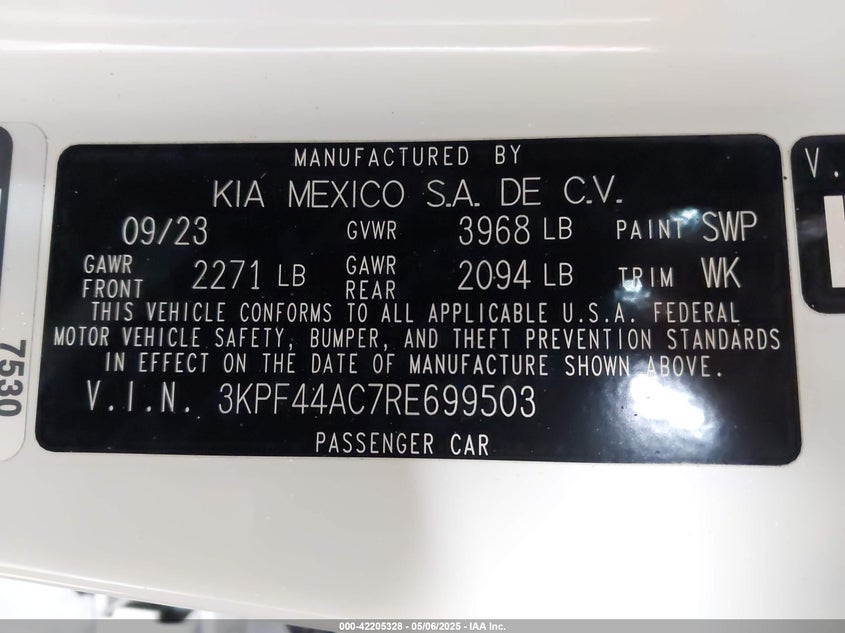 MANUFACTURED BY
KIA MEXICO S.A. DE C.V.
09/23 GVWR 3968 LB PAINT SWP
GAWR FRONT 2271 LB GAWR REAR 2094 LB TRIM WK
THIS VEHICLE CONFORMS TO ALL APPLICABLE U.S.A. FEDERAL
MOTOR VEHICLE SAFETY, BUMPER, AND THEFT PREVENTION STANDARDS
IN EFFECT ON THE DATE OF MANUFACTURE SHOWN ABOVE.
V.I.N. 3KPF44AC7RE699503
PASSENGER CAR
7530
V.
000-42205328 - 05/06/2025 - IAA Inc.